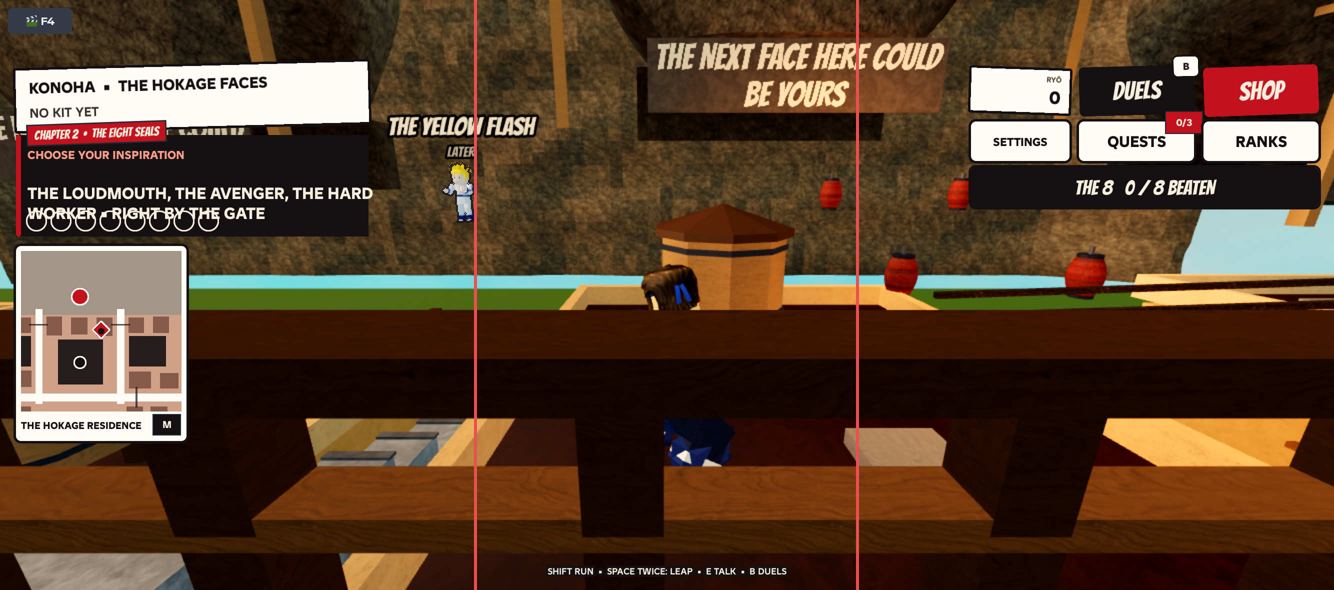 F4
KONOHA ▪ THE HOKAGE FACES
NO KIT YET
CHAPTER 2 • THE EIGHT SEALS
CHOOSE YOUR INSPIRATION
THE LOUDMOUTH, THE AVENGER, THE HARD
WORKER • RIGHT BY THE GATE
THE HOKAGE RESIDENCE
M
THE YELLOW FLASH
LATER
THE NEXT FACE HERE COULD
BE YOURS
RYŌ
0
B
DUELS
SHOP
SETTINGS
0/3
QUESTS
RANKS
THE 8 0 / 8 BEATEN
SHIFT RUN • SPACE TWICE: LEAP • E TALK • B DUELS